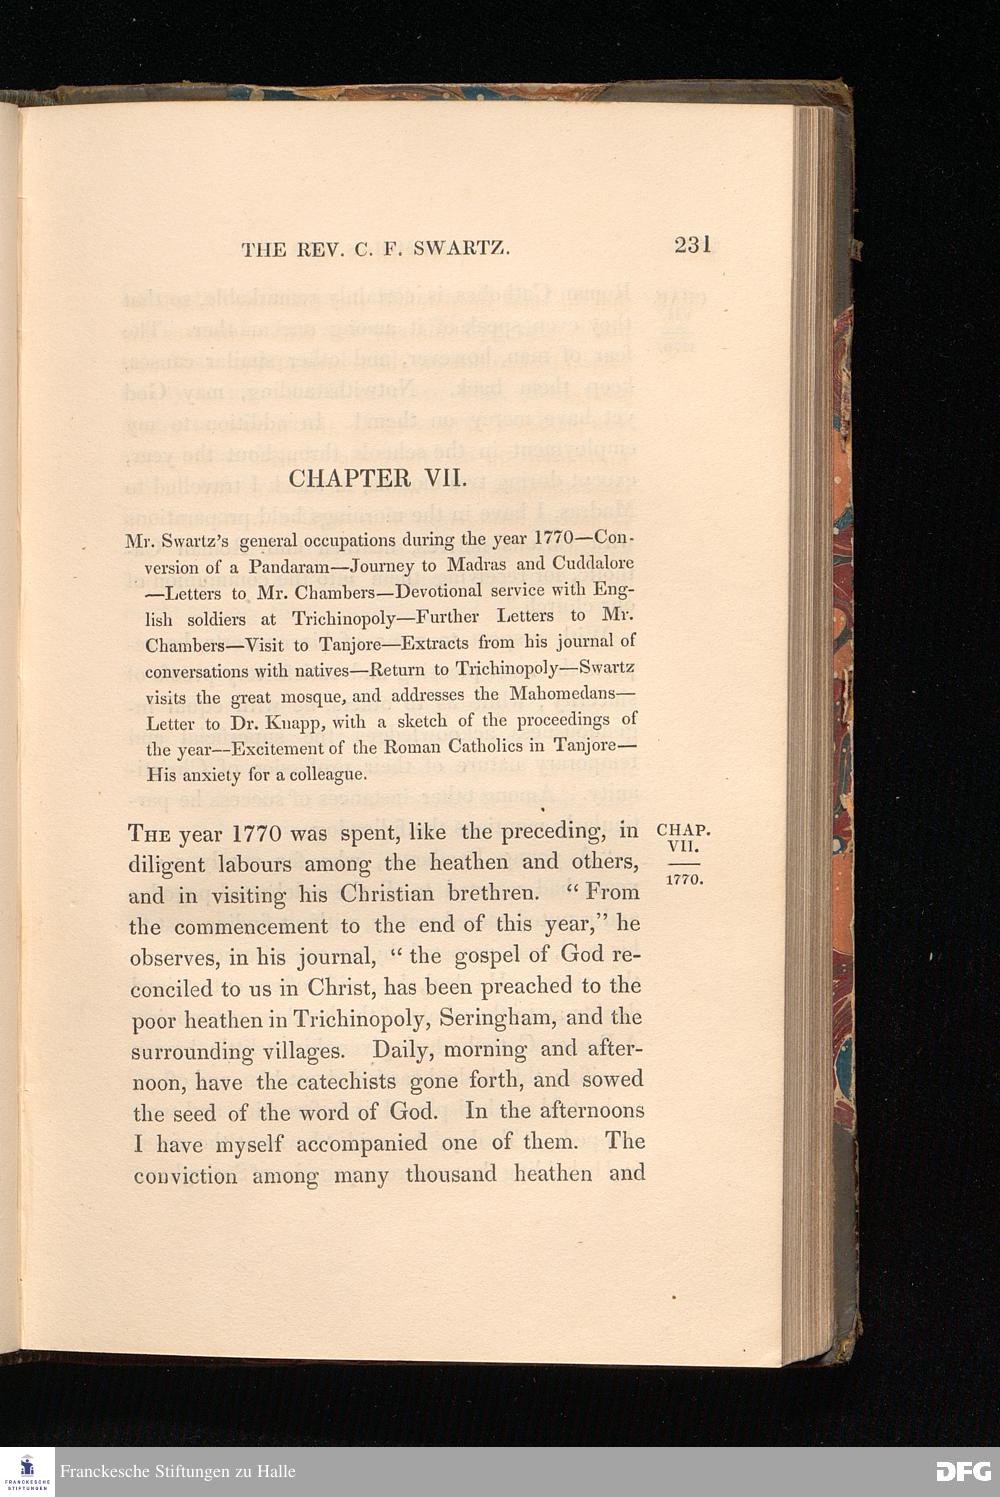 THE REV. C. F. SWARTZ. 231
CHAPTER VII.
Mr. Swartz's general occupations during the year 1770—Con-
version of a Pandaram—Journey to Madras and Cuddalore
—Letters to Mr. Chambers—Devotional service with Eng-
lish soldiers at Trichinopoly—Further Letters to Mr.
Chambers—Visit to Tanjore—Extracts from his journal of
conversations with natives—Return to Trichinopoly—Swartz
visits the great mosque, and addresses the Mahomedans—
Letter to Dr. Knapp, with a sketch of the proceedings of
the year—Excitement of the Roman Catholics in Tanjore—
His anxiety for a colleague.
THE year 1770 was spent, like the preceding, in
diligent labours among the heathen and others,
and in visiting his Christian brethren. “ From
the commencement to the end of this year,” he
observes, in his journal, “ the gospel of God re-
conciled to us in Christ, has been preached to the
poor heathen in Trichinopoly, Seringham, and the
surrounding villages. Daily, morning and after-
noon, have the catechists gone forth, and sowed
the seed of the word of God. In the afternoons
I have myself accompanied one of them. The
conviction among many thousand heathen and
CHAP.
VII.
1770.
FRANCKESCHE
STIFTUNGEN
Franckesche Stiftungen zu Halle
DFG